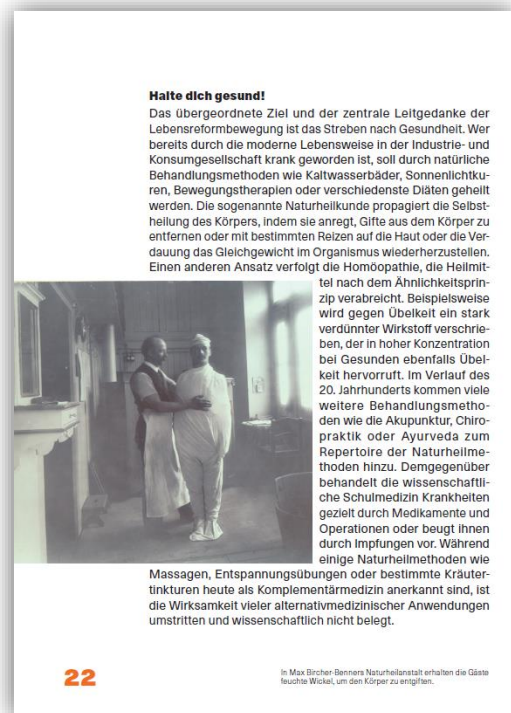 Halte dich gesund!
Das übergeordnete Ziel und der zentrale Leitgedanke der
Lebensreformbewegung ist das Streben nach Gesundheit. Wer
bereits durch die moderne Lebensweise in der Industrie- und
Konsumgesellschaft krank geworden ist, soll durch natürliche
Behandlungsmethoden wie Kaltwasserbäder, Sonnenlichtku-
ren, Bewegungstherapien oder verschiedenste Diäten geheilt
werden. Die sogenannte Naturheilkunde propagiert die Selbst-
heilung des Körpers, indem sie anregt, Gifte aus dem Körper zu
entfernen oder mit bestimmten Reizen auf die Haut oder die Ver-
dauung das Gleichgewicht im Organismus wiederherzustellen.
Einen anderen Ansatz verfolgt die Homöopathie, die Heilmit-
tel nach dem Ähnlichkeitsprin-
zip verabreicht. Beispielsweise
wird gegen Übelkeit ein stark
verdünnter Wirkstoff verschrie-
ben, der in hoher Konzentration
bei Gesunden ebenfalls Übel-
keit hervorruft. Im Verlauf des
20. Jahrhunderts kommen viele
weitere Behandlungsmetho-
den wie die Akupunktur, Chiro-
praktik oder Ayurveda zum
Repertoire der Naturheilme-
thoden hinzu. Demgegenüber
behandelt die wissenschaftli-
che Schulmedizin Krankheiten
gezielt durch Medikamente und
Operationen oder beugt ihnen
durch Impfungen vor. Während
einige Naturheilmethoden wie
Massagen, Entspannungsübungen oder bestimmte Kräuter-
tinkturen heute als Komplementärmedizin anerkannt sind, ist
die Wirksamkeit vieler alternativmedizinischer Anwendungen
umstritten und wissenschaftlich nicht belegt.
22
In Max Bircher-Benners Naturheilanstalt erhalten die Gäste
feuchte Wickel, um den Körper zu entgiften.